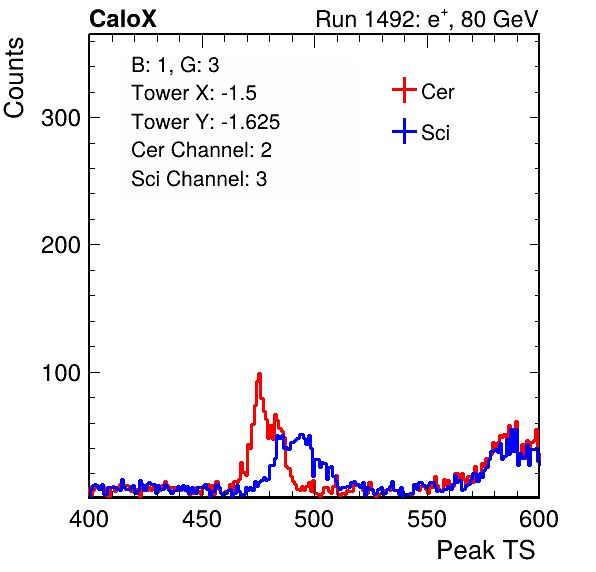 CaloX
Run 1492: e+, 80 GeV
Counts
B: 1, G: 3
Tower X: -1.5
Tower Y: -1.625
Cer Channel: 2
Sci Channel: 3
Cer
Sci
300
200
100
400 450 500 550 600
Peak TS